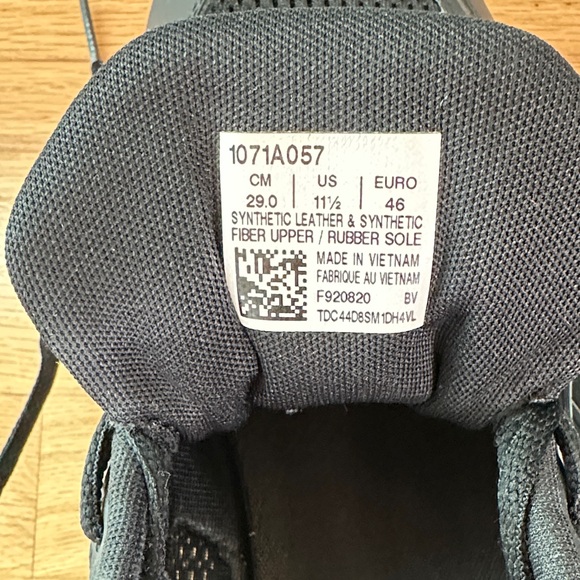 1071A057
CM | US | EURO
29.0 | 11½ | 46
SYNTHETIC LEATHER & SYNTHETIC
FIBER UPPER / RUBBER SOLE
MADE IN VIETNAM
FABRIQUE AU VIETNAM
F920820 BV
TDC44D8SM1DH4VL